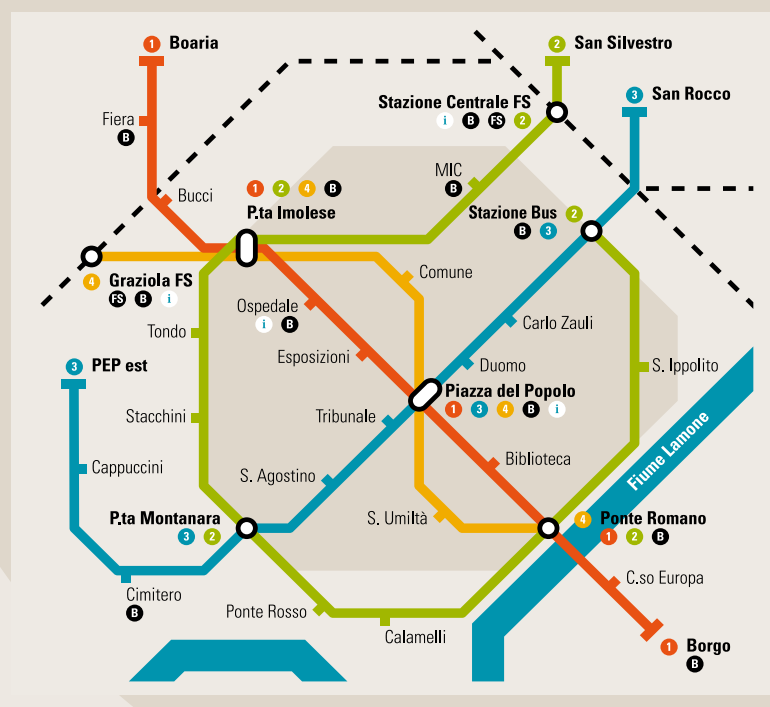 1 Boaria
2 San Silvestro
3 San Rocco
Stazione Centrale FS
i B FS 2
Fiera
B
MIC
B
Bucci
1 2 4 B
P.ta Imolese
Stazione Bus 2
B 3
4 Graziola FS
FS B i
Comune
Ospedale
i B
Carlo Zauli
Tondo
Esposizioni
3 PEP est
Duomo
S. Ippolito
Piazza del Popolo
1 3 4 B i
Stacchini
Tribunale
Cappuccini
S. Agostino
Biblioteca
Fiume Lamone
P.ta Montanara
3 2
S. Umiltà
4 Ponte Romano
1 2 B
C.so Europa
Cimitero
B
Ponte Rosso
Calamelli
1 Borgo
B